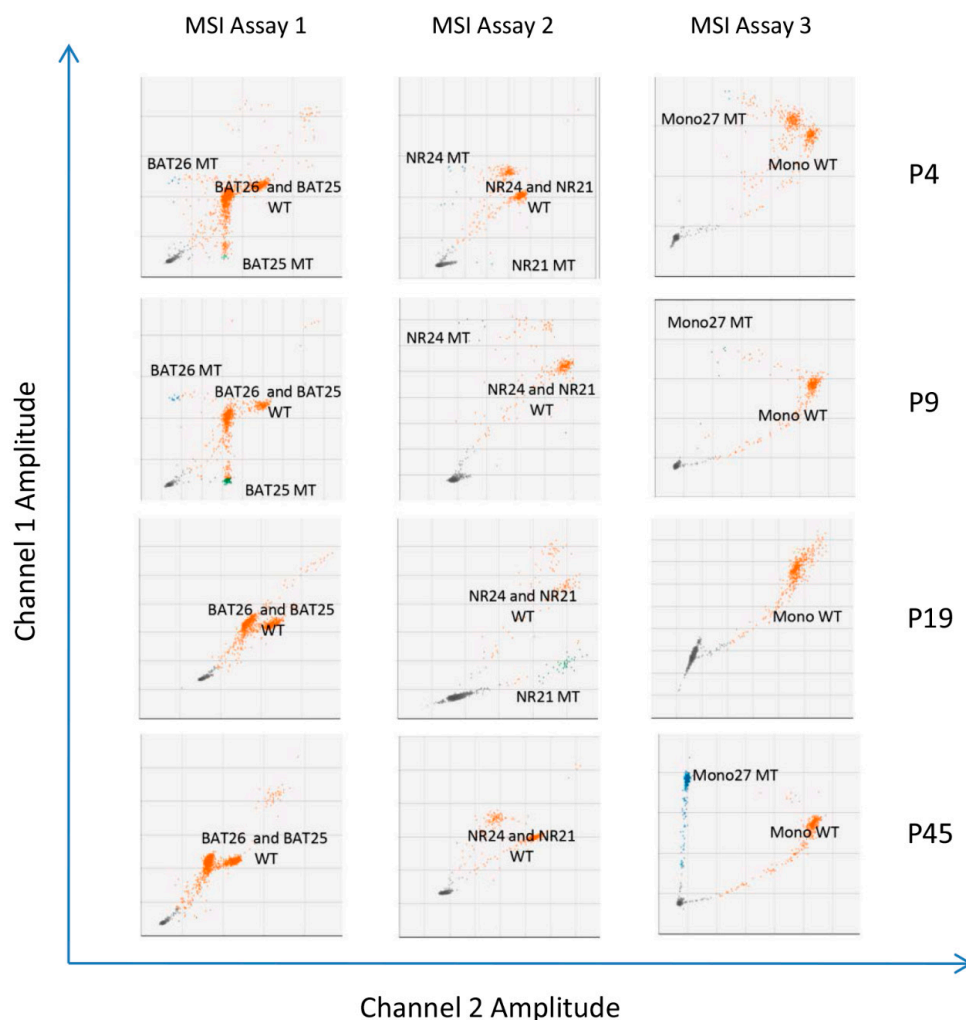 MSI Assay 1
MSI Assay 2
MSI Assay 3
BAT26 MT
BAT26 and BAT25
WT
BAT25 MT
NR24 MT
NR24 and NR21
WT
NR21 MT
Mono27 MT
Mono WT
P4
BAT26 MT
BAT26 and BAT25
WT
BAT25 MT
NR24 MT
NR24 and NR21
WT
Mono27 MT
Mono WT
P9
BAT26 and BAT25
WT
NR24 and NR21
WT
NR21 MT
Mono WT
P19
BAT26 and BAT25
WT
NR24 and NR21
WT
Mono27 MT
Mono WT
P45
Channel 1 Amplitude
Channel 2 Amplitude